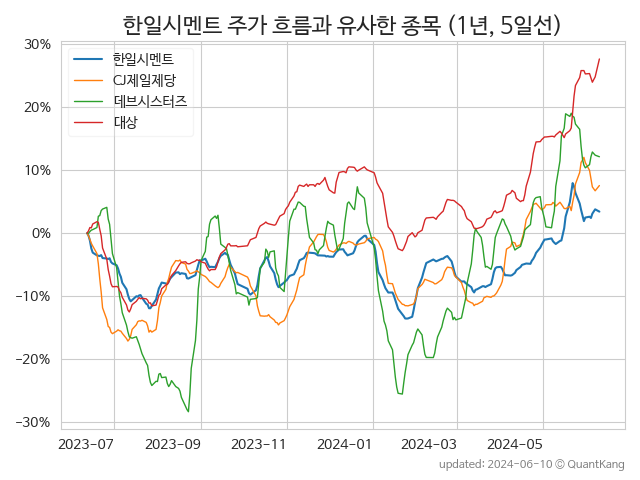 한일시멘트 주가 흐름과 유사한 종목 (1년, 5일선)
30%
20%
10%
0%
−10%
−20%
−30%
한일시멘트
CJ제일제당
데브시스터즈
대상
2023−07
2023−09
2023−11
2024−01
2024−03
2024−05
updated: 2024-06-10 © QuantKang